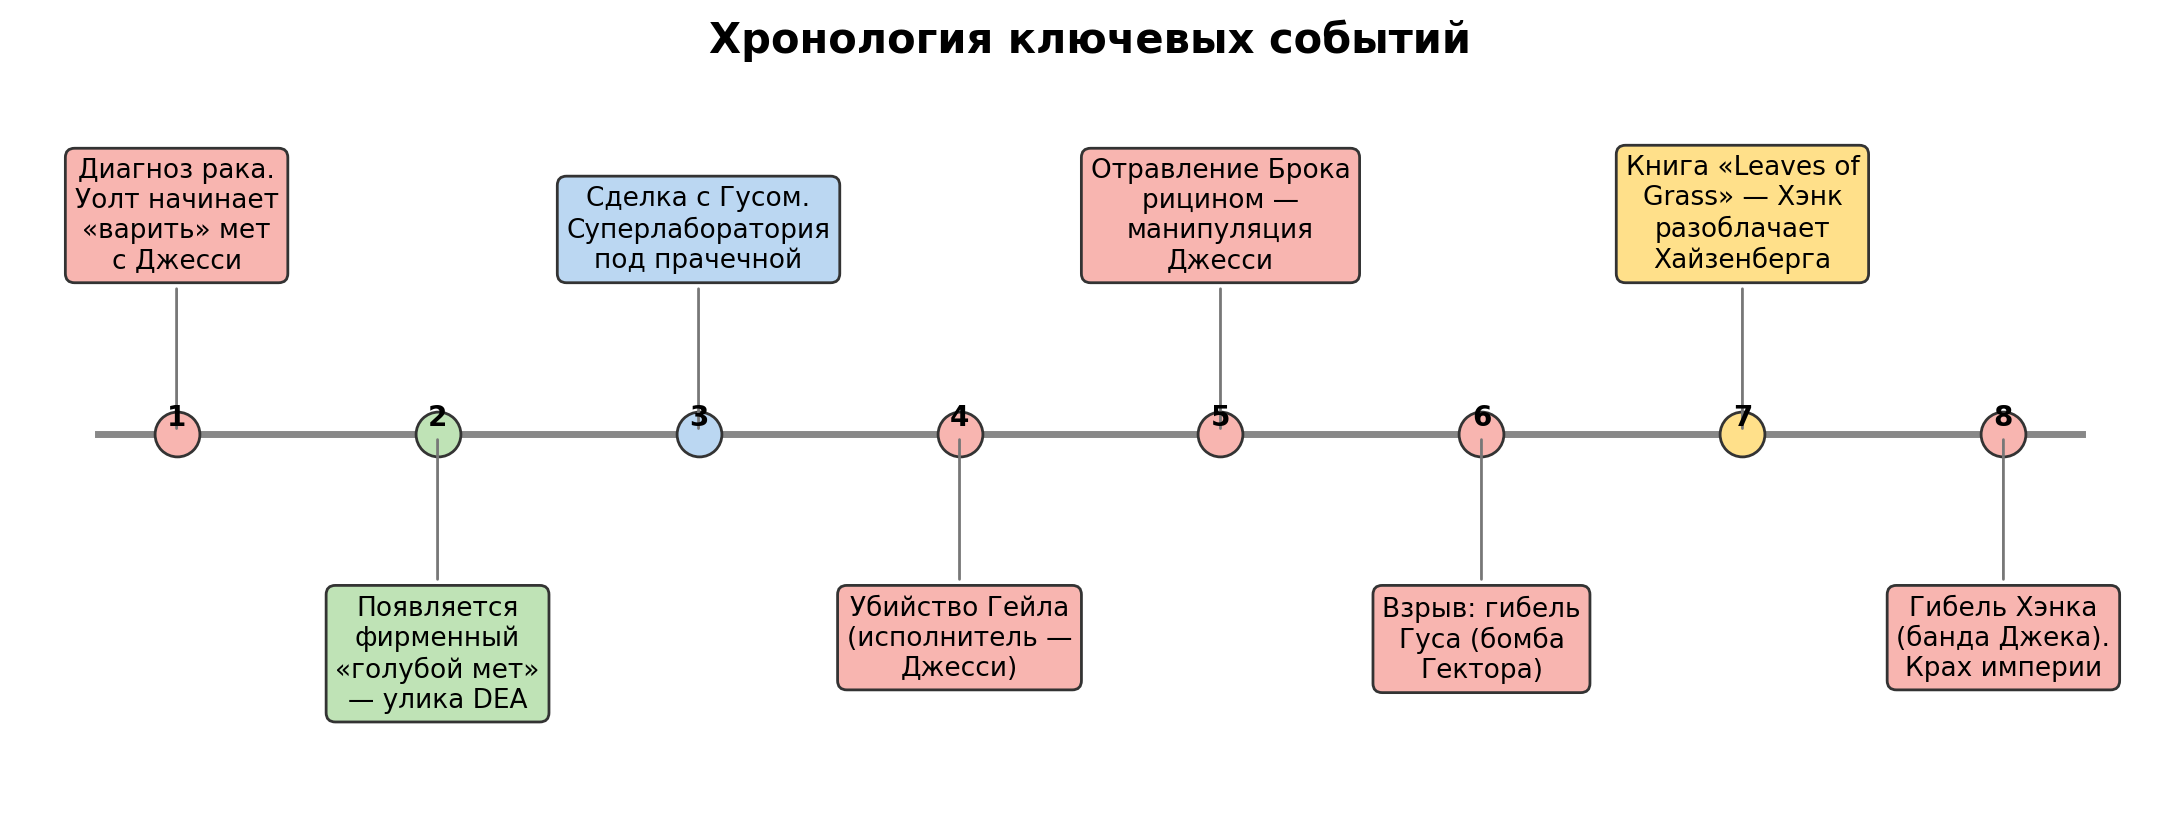 Хронология ключевых событий
Диагноз рака.
Уолт начинает
«варить» мет
с Джесси
Сделка с Гусом.
Суперлаборатория
под прачечной
Отравление Брока
рицином —
манипуляция
Джесси
Книга «Leaves of
Grass» — Хэнк
разоблачает
Хайзенберга
1
2
3
4
5
6
7
8
Появляется
фирменный
«голубой мет»
— улика DEA
Убийство Гейла
(исполнитель —
Джесси)
Взрыв: гибель
Гуса (бомба
Гектора)
Гибель Хэнка
(банда Джека).
Крах империи